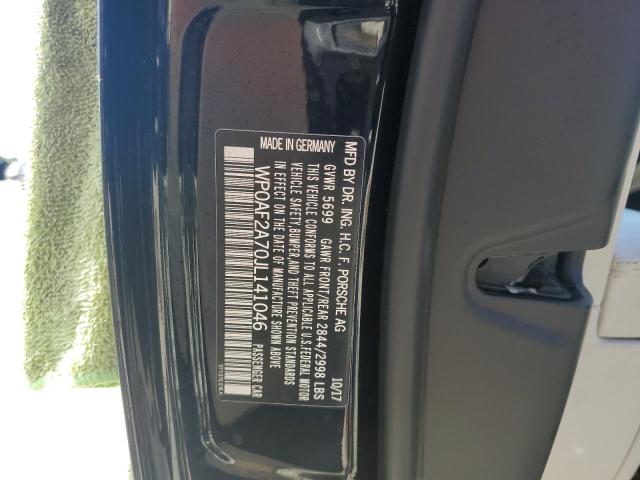 MFD BY DR. ING. H.C. F. PORSCHE AG
10/17
GVWR 5699 GAWR FRONT/REAR 2844/2998 LBS
THIS VEHICLE CONFORMS TO ALL APPLICABLE U.S.FEDERAL MOTOR
VEHICLE SAFETY,BUMPER,AND THEFT PREVENTION STANDARDS
IN EFFECT ON DATE OF MANUFACTURE SHOWN ABOVE
MADE IN GERMANY
WP0AF2A70JL141046
PASSENGER CAR